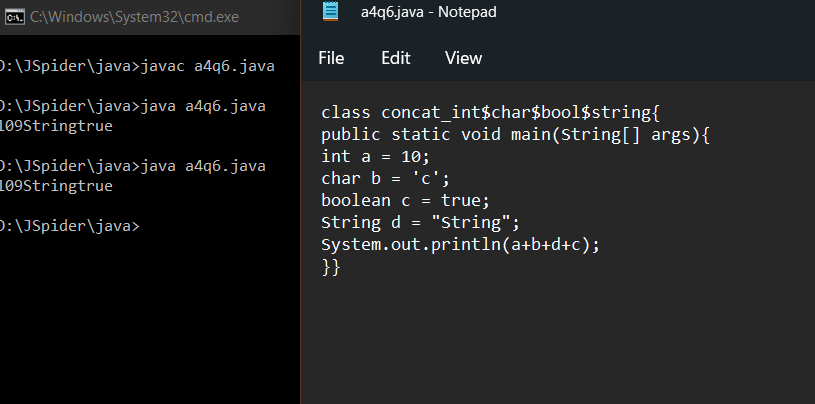 C:\Windows\System32\cmd.exe
D:\JSpider\java>javac a4q6.java
D:\JSpider\java>java a4q6.java
109Stringtrue
D:\JSpider\java>java a4q6.java
109Stringtrue
D:\JSpider\java>
a4q6.java - Notepad
File Edit View
class concat_int$char$bool$string{
public static void main(String[] args){
int a = 10;
char b = 'c';
boolean c = true;
String d = "String";
System.out.println(a+b+d+c);
}}